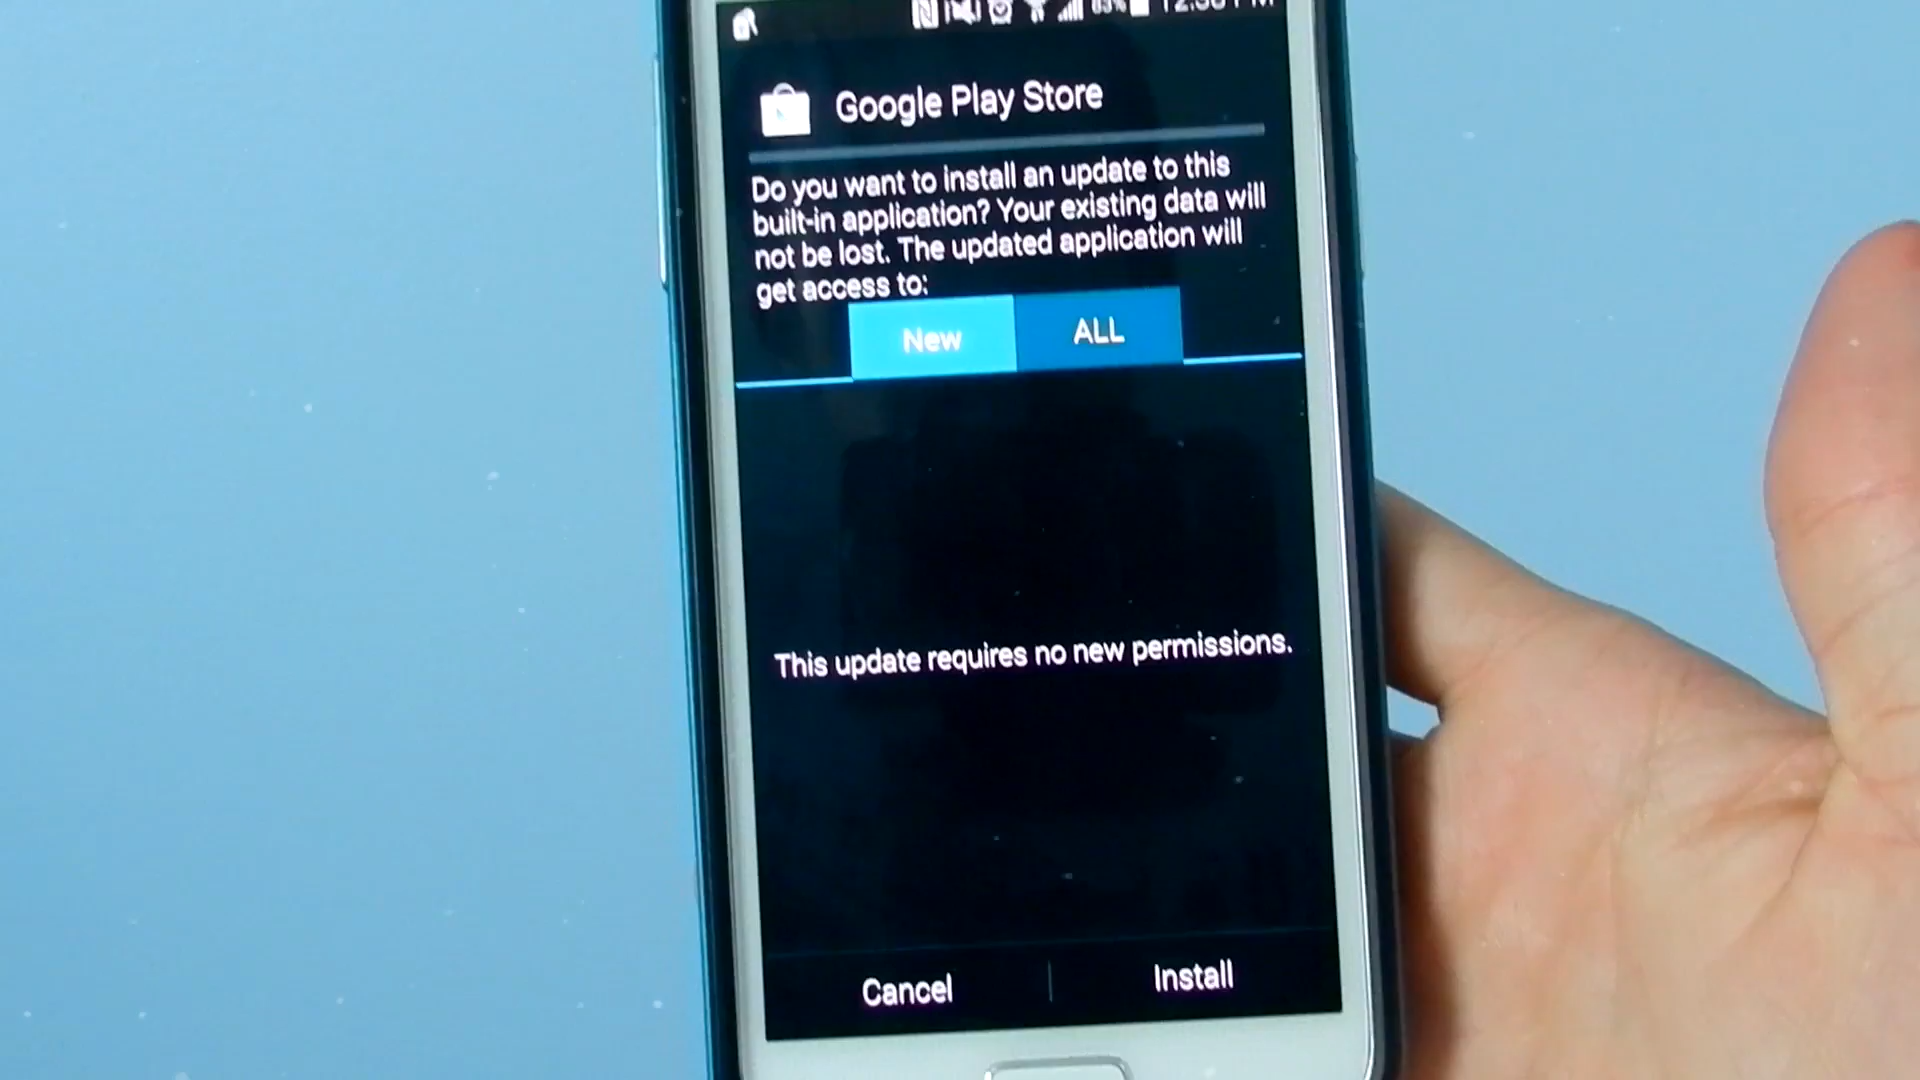 83%
Google Play Store
Do you want to install an update to this
built-in application? Your existing data will
not be lost. The updated application will
get access to:
New ALL
This update requires no new permissions.
Cancel Install